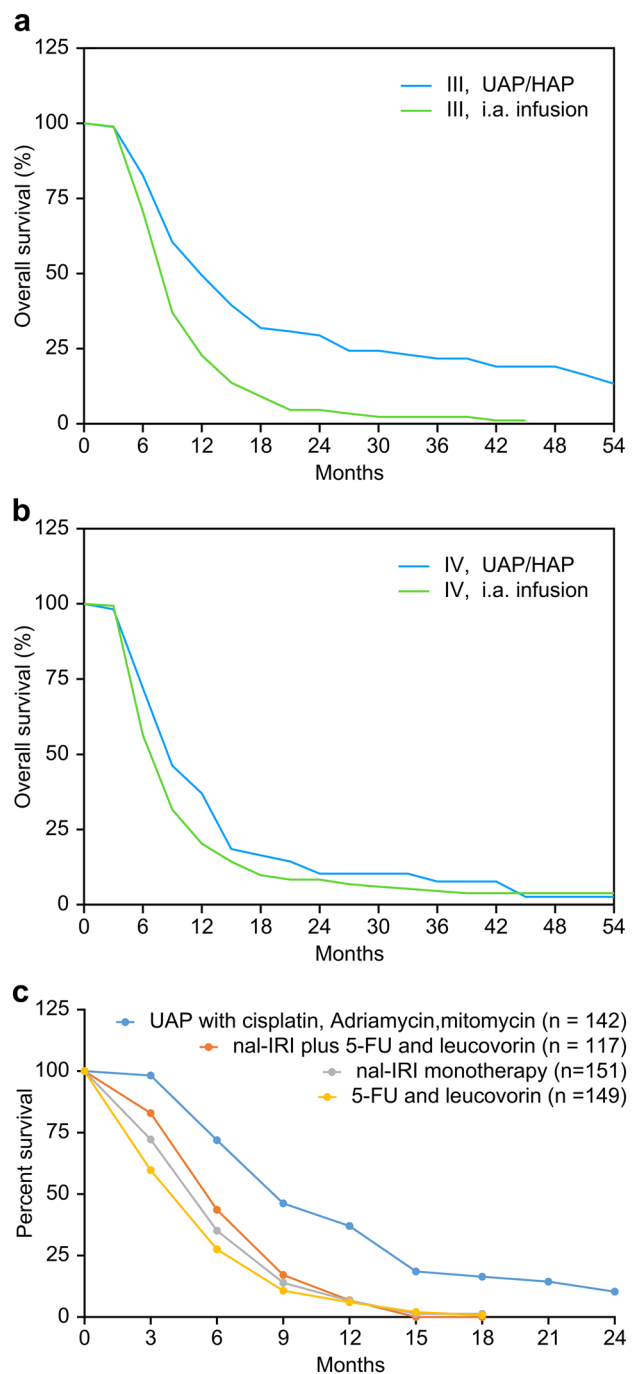 a
125
100
75
50
25
0
Overall survival (%)
III, UAP/HAP
III, i.a. infusion
0 6 12 18 24 30 36 42 48 54
Months
b
125
100
75
50
25
0
Overall survival (%)
IV, UAP/HAP
IV, i.a. infusion
0 6 12 18 24 30 36 42 48 54
Months
c
125
100
75
50
25
0
Percent survival
UAP with cisplatin, Adriamycin,mitomycin (n = 142)
nal-IRI plus 5-FU and leucovorin (n = 117)
nal-IRI monotherapy (n=151)
5-FU and leucovorin (n =149)
0 3 6 9 12 15 18 21 24
Months